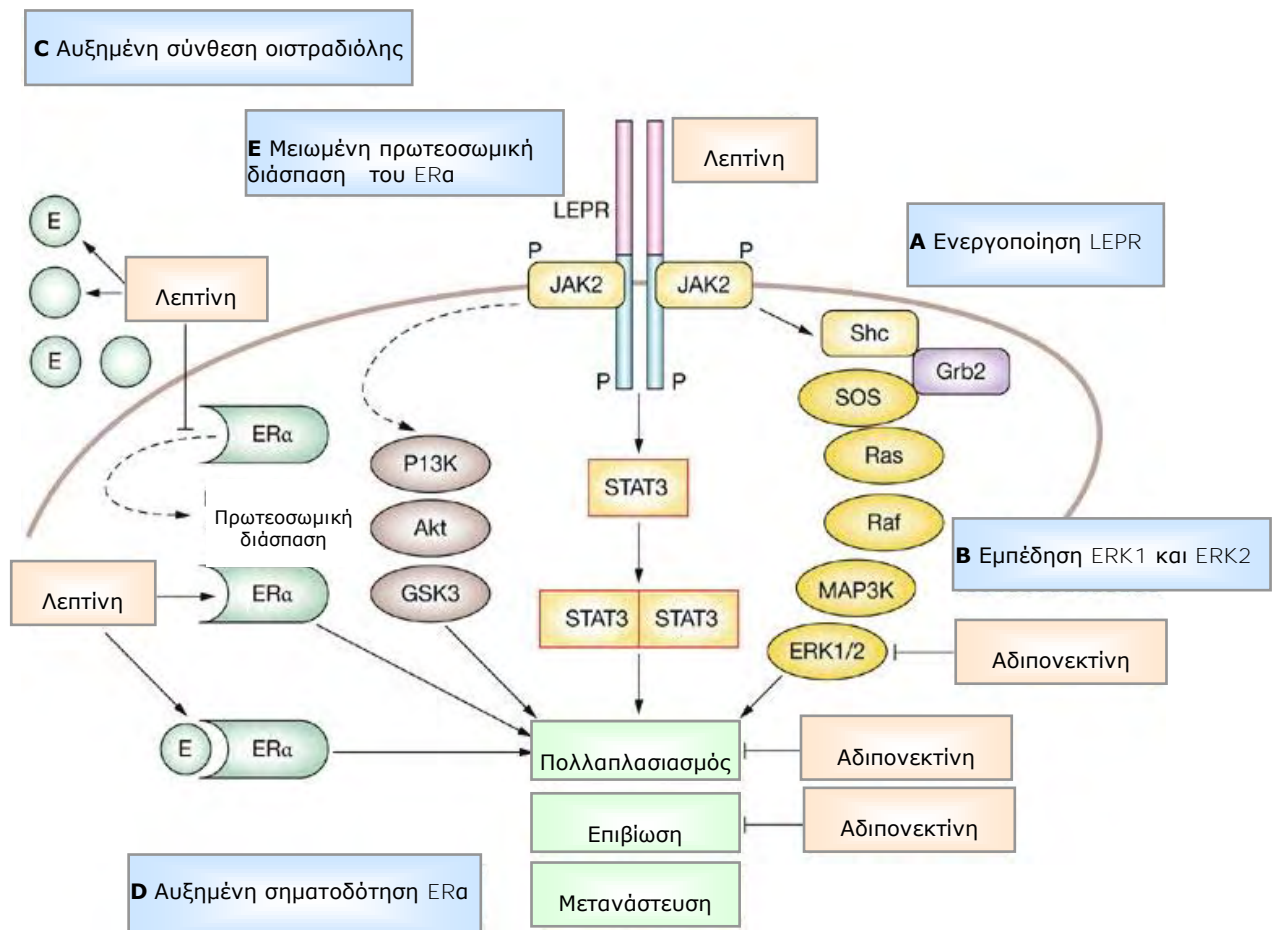 C Αυξημένη σύνθεση οιστραδιόλης
E Μειωμένη πρωτεοσωμική
διάσπαση του ERα
Λεπτίνη
LEPR
A Ενεργοποίηση LEPR
E
Λεπτίνη
P
P
JAK2
JAK2
Shc
Grb2
E
P
P
SOS
ERα
P13K
STAT3
Ras
Πρωτεοσωμική
διάσπαση
Akt
Raf
B Εμπέδηση ERK1 και ERK2
Λεπτίνη
ERα
GSK3
STAT3
STAT3
MAP3K
ERK1/2
Αδιπονεκτίνη
E
ERα
Πολλαπλασιασμός
Αδιπονεκτίνη
Επιβίωση
Αδιπονεκτίνη
D Αυξημένη σηματοδότηση ERα
Μετανάστευση